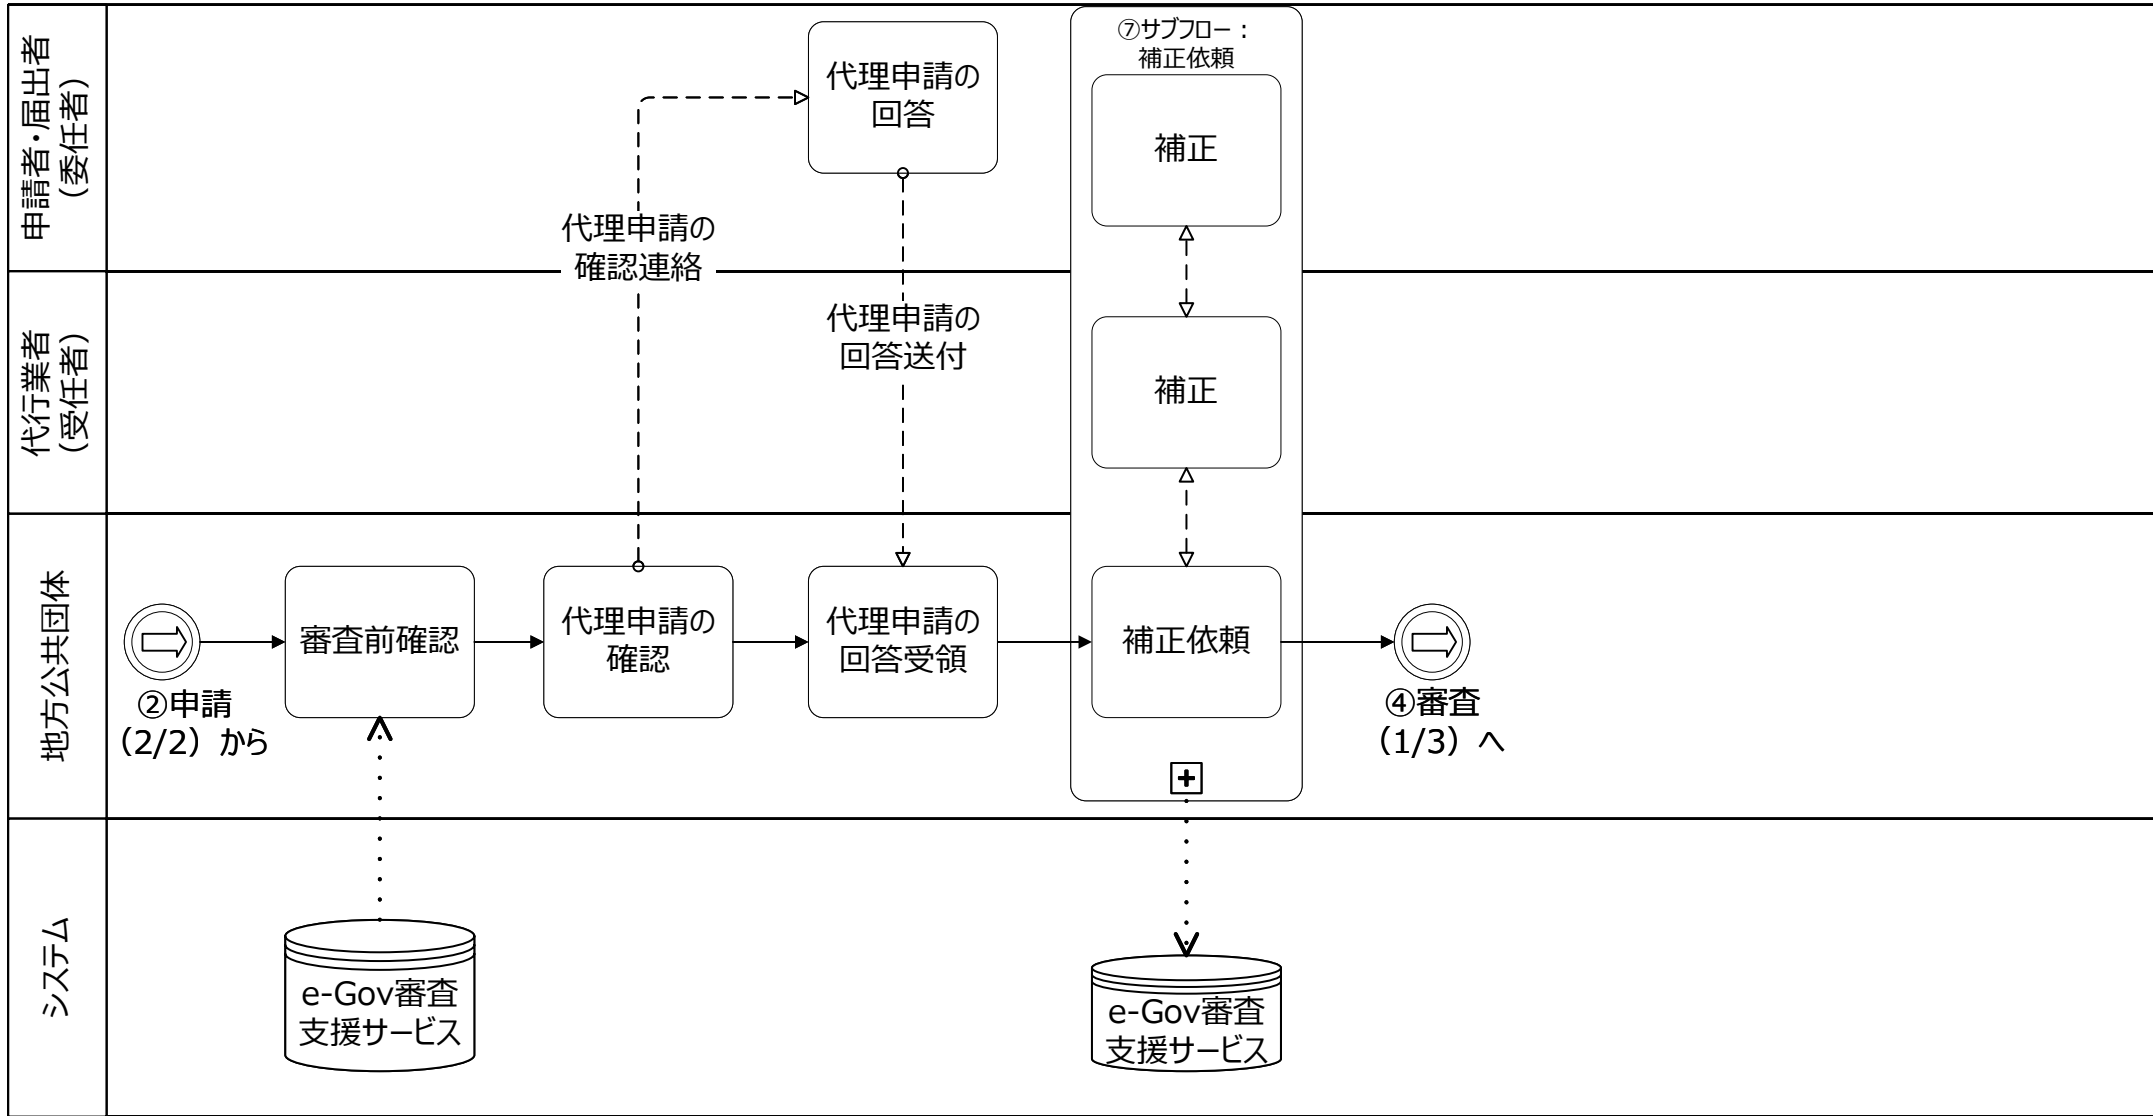 申請者・届出者
（委任者）
代理申請の
回答
⑦サブフロー：
補正依頼
補正
代理申請の
確認連絡
代行業者
（受任者）
代理申請の
回答送付
補正
地方公共団体
②申請
（2/2）から
審査前確認
代理申請の
確認
代理申請の
回答受領
補正依頼
④審査
（1/3）へ
システム
e-Gov審査
支援サービス
e-Gov審査
支援サービス